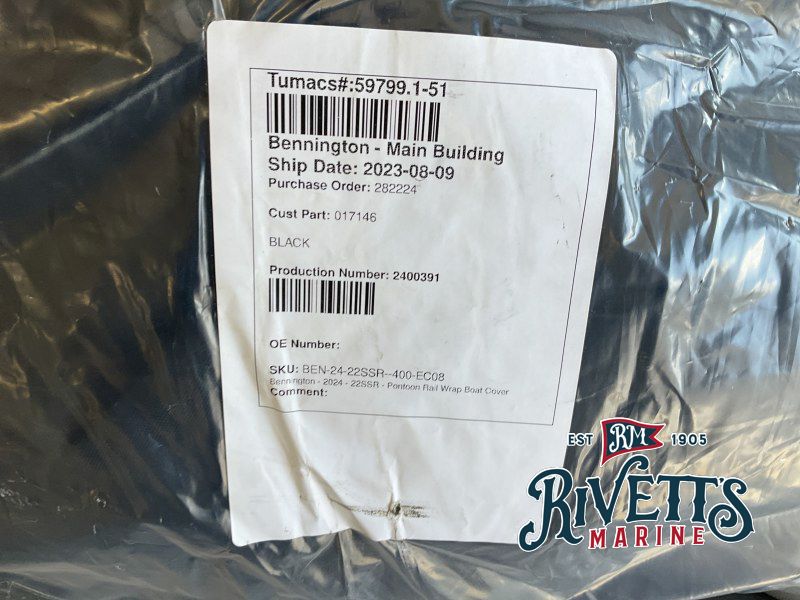 Tumacs#:59799.1-51
Bennington - Main Building
Ship Date: 2023-08-09
Purchase Order: 282224
Cust Part: 017146
BLACK
Production Number: 2400391
OE Number:
SKU: BEN-24-22SSR--400-EC08
Bennington - 2024 - 22SSR - Pontoon Rail Wrap Boat Cover
Comment:
EST RM 1905
RIVETT'S
MARINE